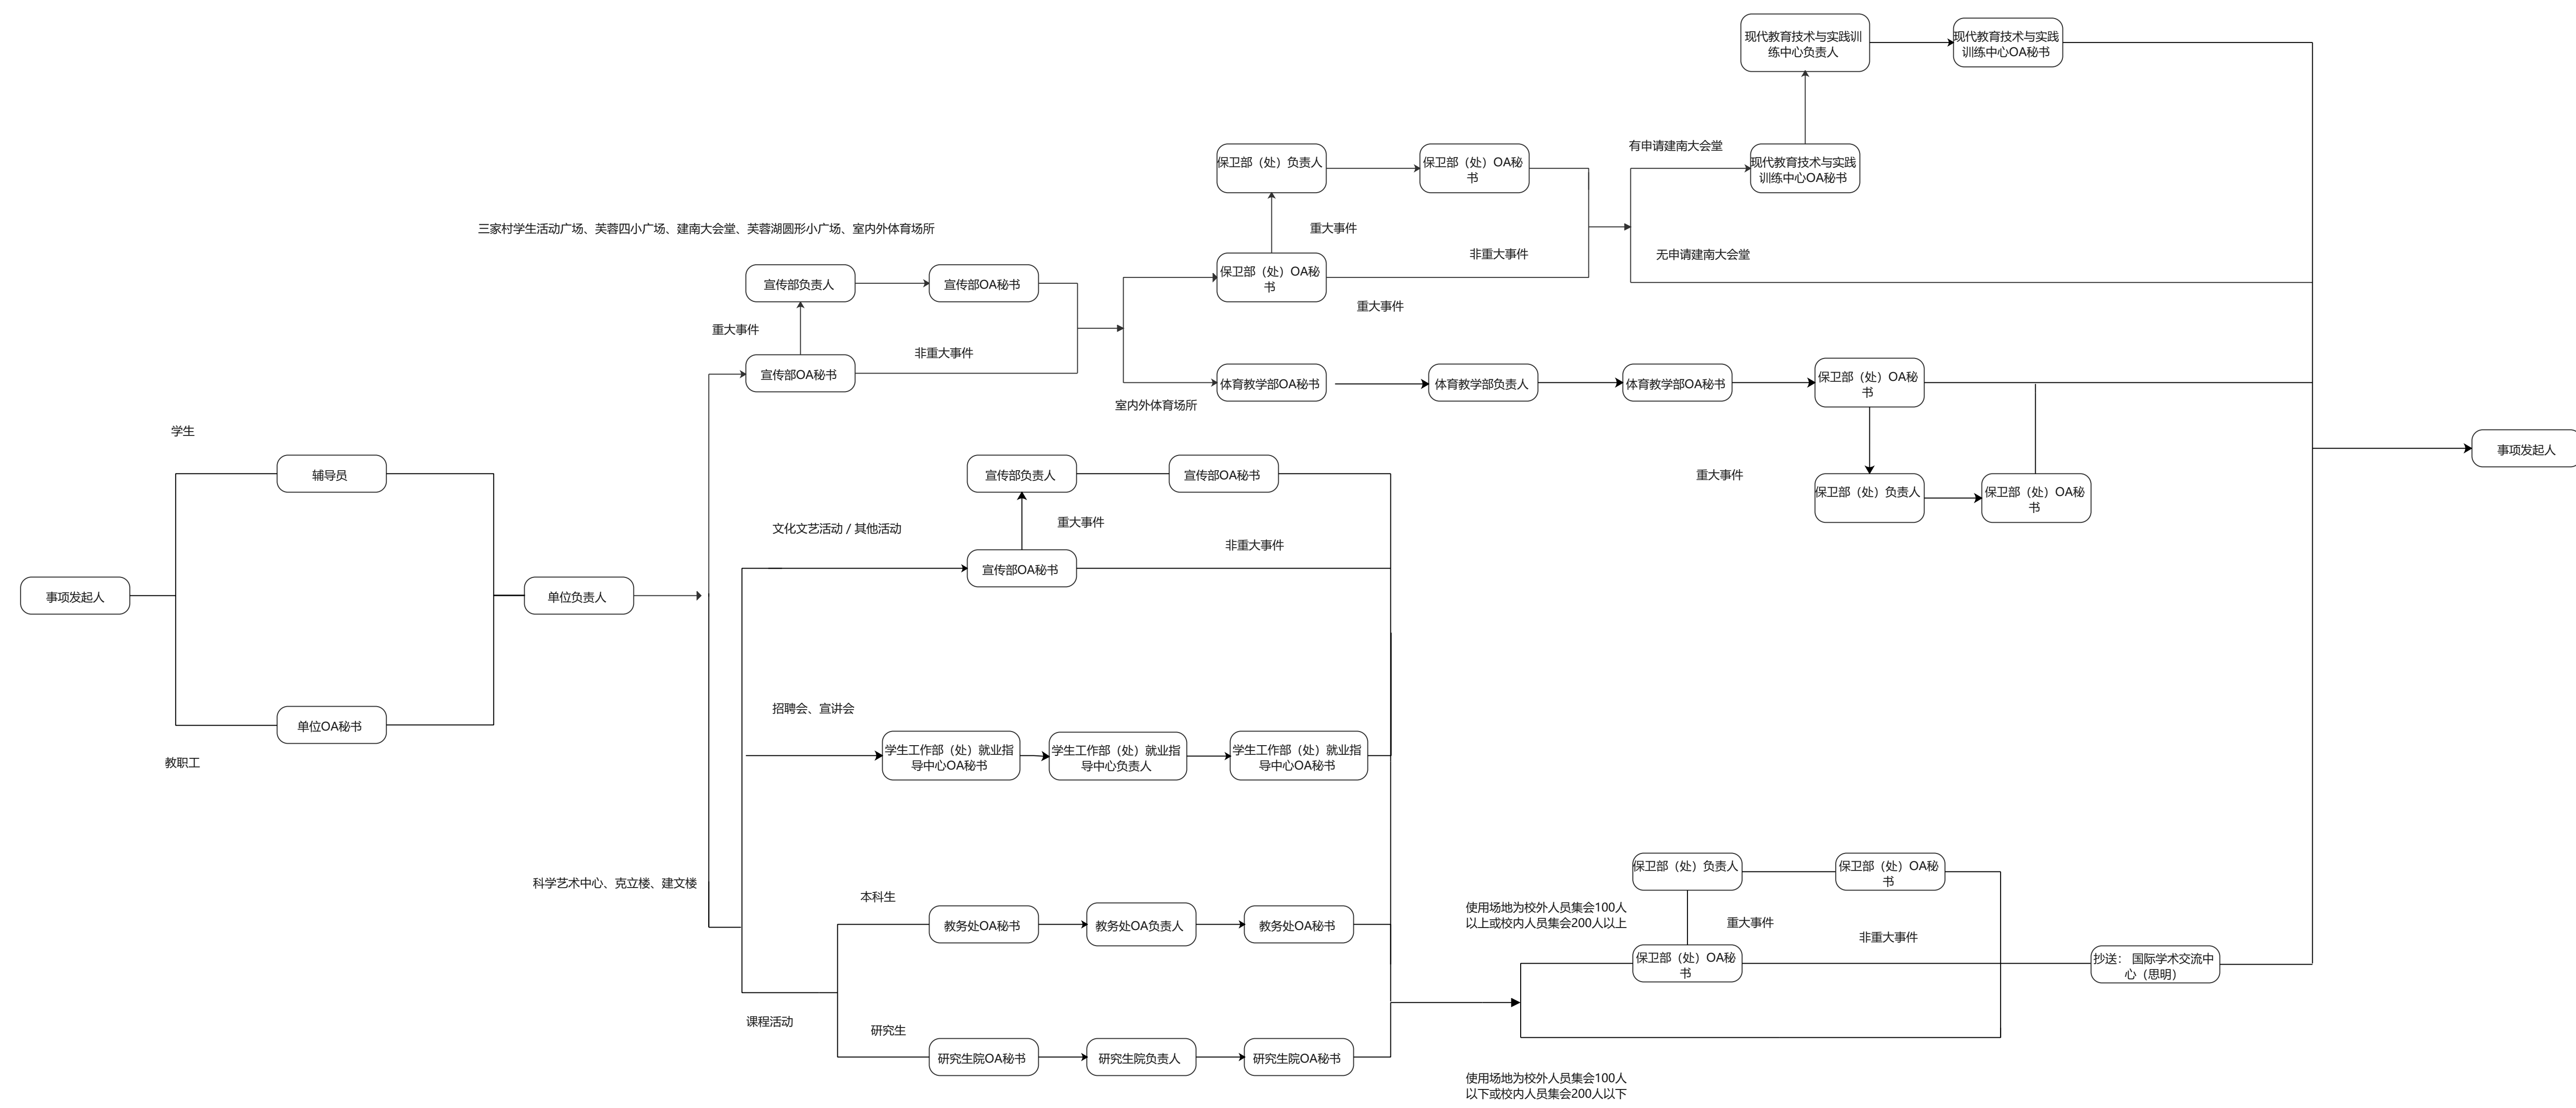 现代教育技术与实践训
练中心负责人
现代教育技术与实践
训练中心OA秘书
有申请建南大会堂
保卫部（处）负责人
保卫部（处）OA秘
书
现代教育技术与实践
训练中心OA秘书
三家村学生活动广场、芙蓉四小广场、建南大会堂、芙蓉湖圆形小广场、室内外体育场所
重大事件
非重大事件
无申请建南大会堂
宣传部负责人
宣传部OA秘书
保卫部（处）OA秘
书
重大事件
重大事件
非重大事件
宣传部OA秘书
体育教学部OA秘书
体育教学部负责人
体育教学部OA秘书
保卫部（处）OA秘
书
室内外体育场所
学生
辅导员
宣传部负责人
宣传部OA秘书
重大事件
保卫部（处）负责人
保卫部（处）OA秘
书
事项发起人
文化文艺活动 / 其他活动
重大事件
非重大事件
宣传部OA秘书
事项发起人
单位负责人
招聘会、宣讲会
单位OA秘书
学生工作部（处）就业指
导中心OA秘书
学生工作部（处）就业指
导中心负责人
学生工作部（处）就业指
导中心OA秘书
教职工
科学艺术中心、克立楼、建文楼
本科生
教务处OA秘书
教务处OA负责人
教务处OA秘书
保卫部（处）负责人
保卫部（处）OA秘
书
使用场地为校外人员集会100人
以上或校内人员集会200人以上
重大事件
非重大事件
保卫部（处）OA秘
书
抄送： 国际学术交流中
心（思明）
课程活动
研究生
研究生院OA秘书
研究生院负责人
研究生院OA秘书
使用场地为校外人员集会100人
以下或校内人员集会200人以下